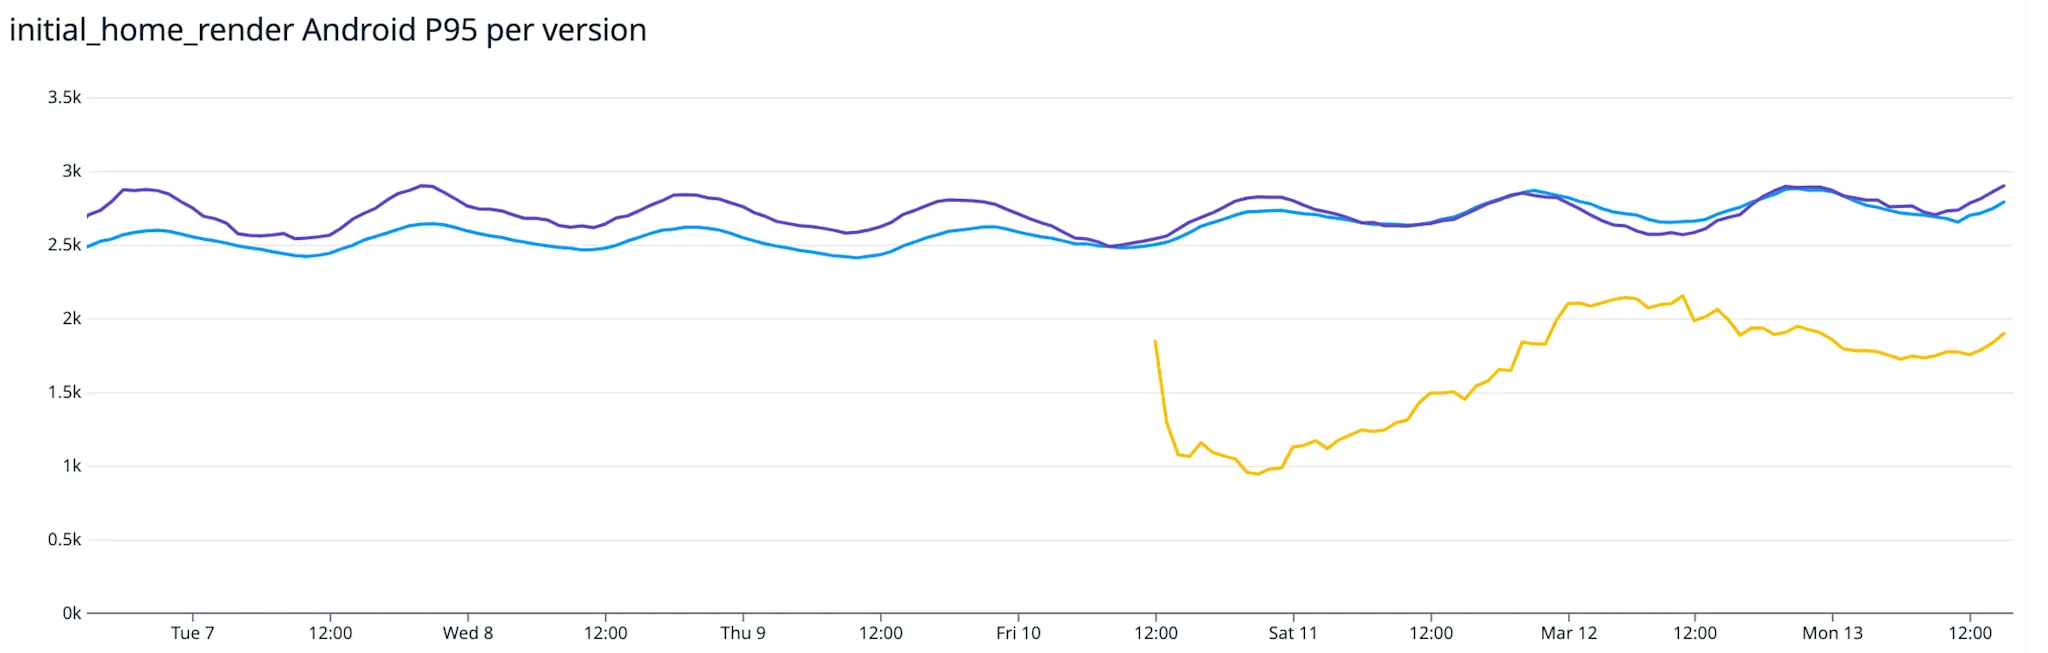 initial_home_render Android P95 per version
3.5k
3k
2.5k
2k
1.5k
1k
0.5k
0k
Tue 7 12:00 Wed 8 12:00 Thu 9 12:00 Fri 10 12:00 Sat 11 12:00 Mar 12 12:00 Mon 13 12:00